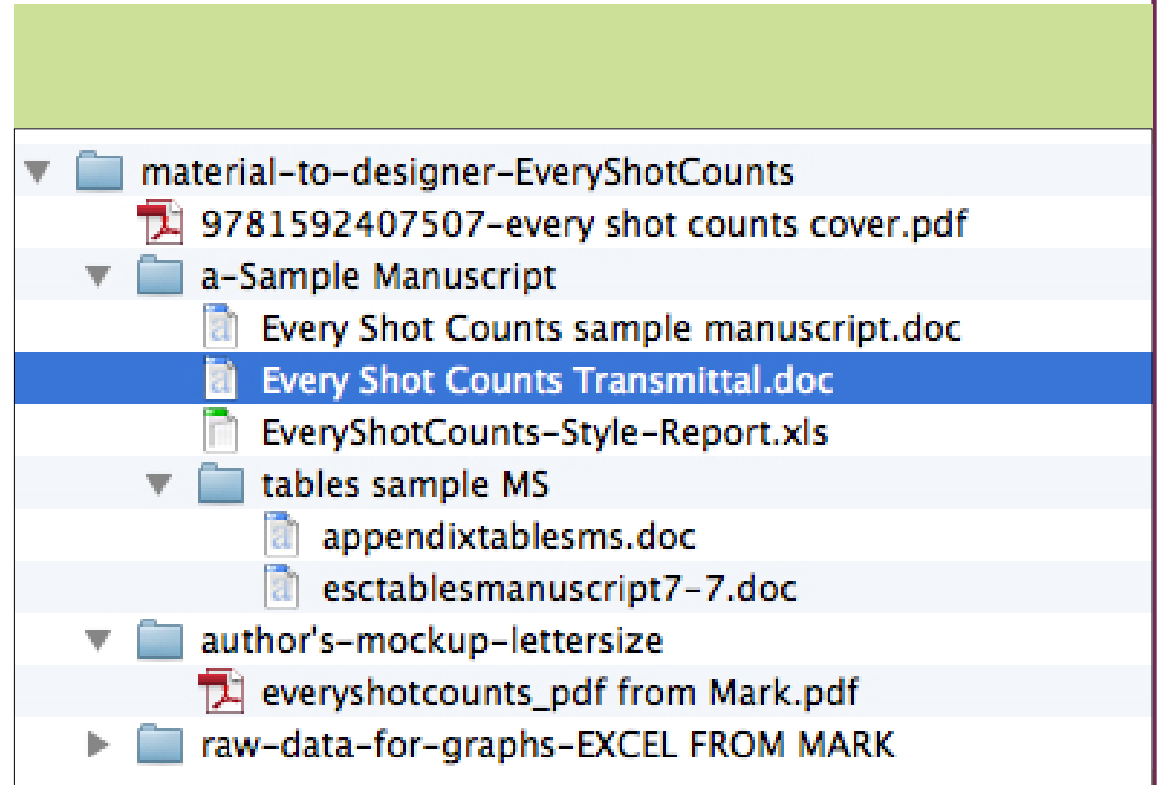 material-to-designer-EveryShotCounts
9781592407507-every shot counts cover.pdf
a-Sample Manuscript
Every Shot Counts sample manuscript.doc
Every Shot Counts Transmittal.doc
EveryShotCounts-Style-Report.xls
tables sample MS
appendixtablesms.doc
esctablesmanuscript7-7.doc
author's-mockup-lettersize
everyshotcounts_pdf from Mark.pdf
raw-data-for-graphs-EXCEL FROM MARK